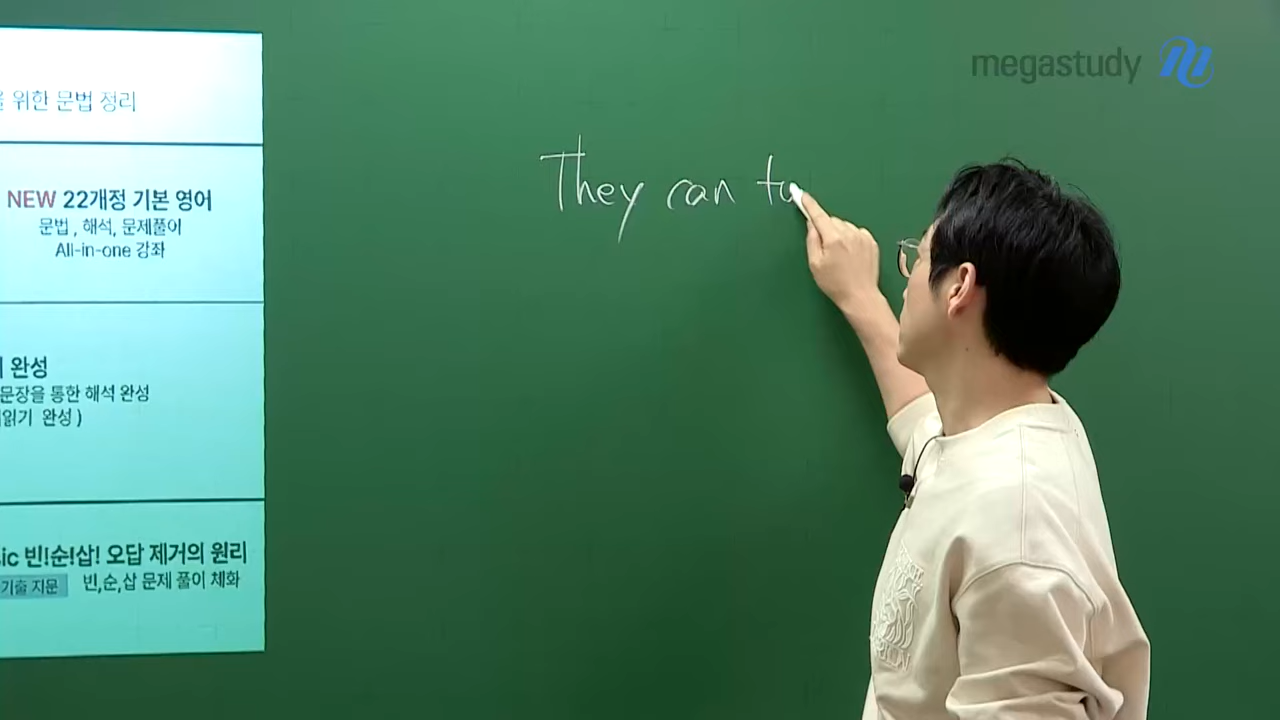 megastudy
위한 문법 정리
NEW 22개정 기본 영어
문법, 해석, 문제풀이
All-in-one 강좌
완성
문장을 통한 해석 완성
읽기 완성 )
빈!순!삽! 오답 제거의 원리
기출 지문 빈,순,삽 문제 풀이 체화
They can tu